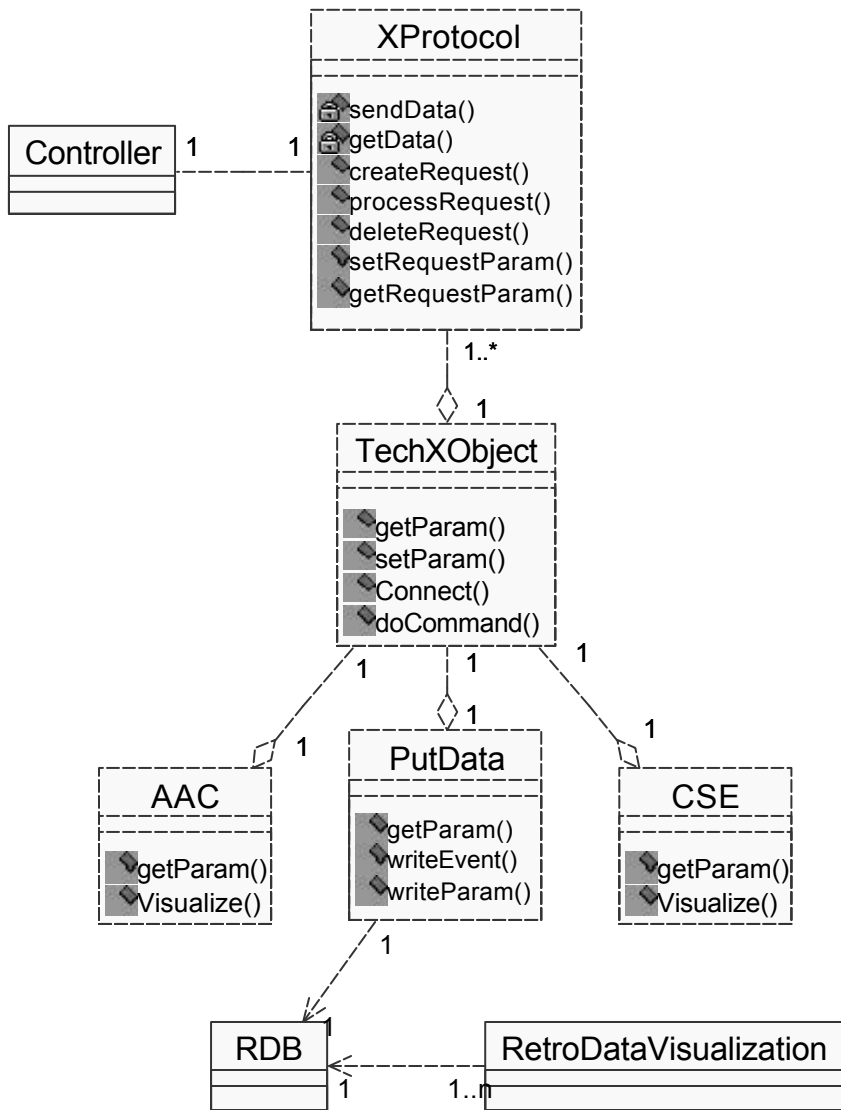 XProtocol
sendData()
getData()
createRequest()
processRequest()
deleteRequest()
setRequestParam()
getRequestParam()
Controller
1
1
1..*
1
TechXObject
getParam()
setParam()
Connect()
doCommand()
1
1
1
1
1
1
AAC
getParam()
Visualize()
PutData
getParam()
writeEvent()
writeParam()
CSE
getParam()
Visualize()
1
1
RDB
1
1..n
RetroDataVisualization